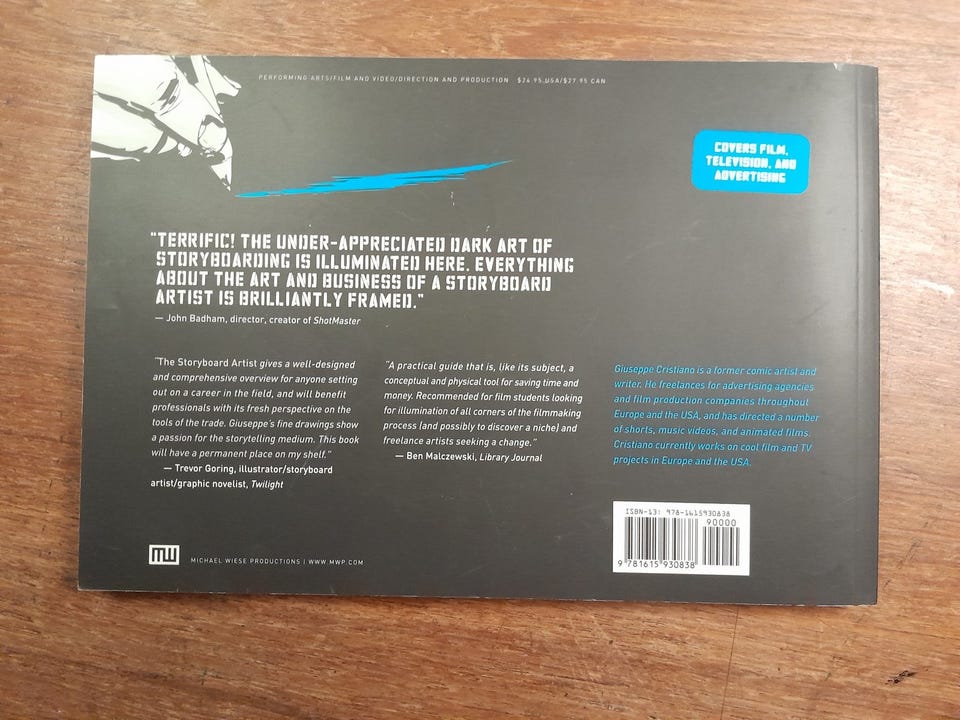 PERFORMING ARTS/FILM AND VIDEO/DIRECTION AND PRODUCTION $24.95 USA/$27.95 CAN
COVERS FILM,
TELEVISION, AND
ADVERTISING
"TERRIFIC! THE UNDER-APPRECIATED DARK ART OF
STORYBOARDING IS ILLUMINATED HERE. EVERYTHING
ABOUT THE ART AND BUSINESS OF A STORYBOARD
ARTIST IS BRILLIANTLY FRAMED."
— John Badham, director, creator of ShotMaster
"The Storyboard Artist gives a well-designed
and comprehensive overview for anyone setting
out on a career in the field, and will benefit
professionals with its fresh perspective on the
tools of the trade. Giuseppe's fine drawings show
a passion for the storytelling medium. This book
will have a permanent place on my shelf."
— Trevor Goring, illustrator/storyboard
artist/graphic novelist, Twilight
"A practical guide that is, like its subject, a
conceptual and physical tool for saving time and
money. Recommended for film students looking
for illumination of all corners of the filmmaking
process (and possibly to discover a niche) and
freelance artists seeking a change."
— Ben Malczewski, Library Journal
Giuseppe Cristiano is a former comic artist and
writer. He freelances for advertising agencies
and film production companies throughout
Europe and the USA, and has directed a number
of shorts, music videos, and animated films.
Cristiano currently works on cool film and TV
projects in Europe and the USA.
MW
MICHAEL WIESE PRODUCTIONS | WWW.MWP.COM
ISBN-13: 978-1615930838
90000
9 781615 930838